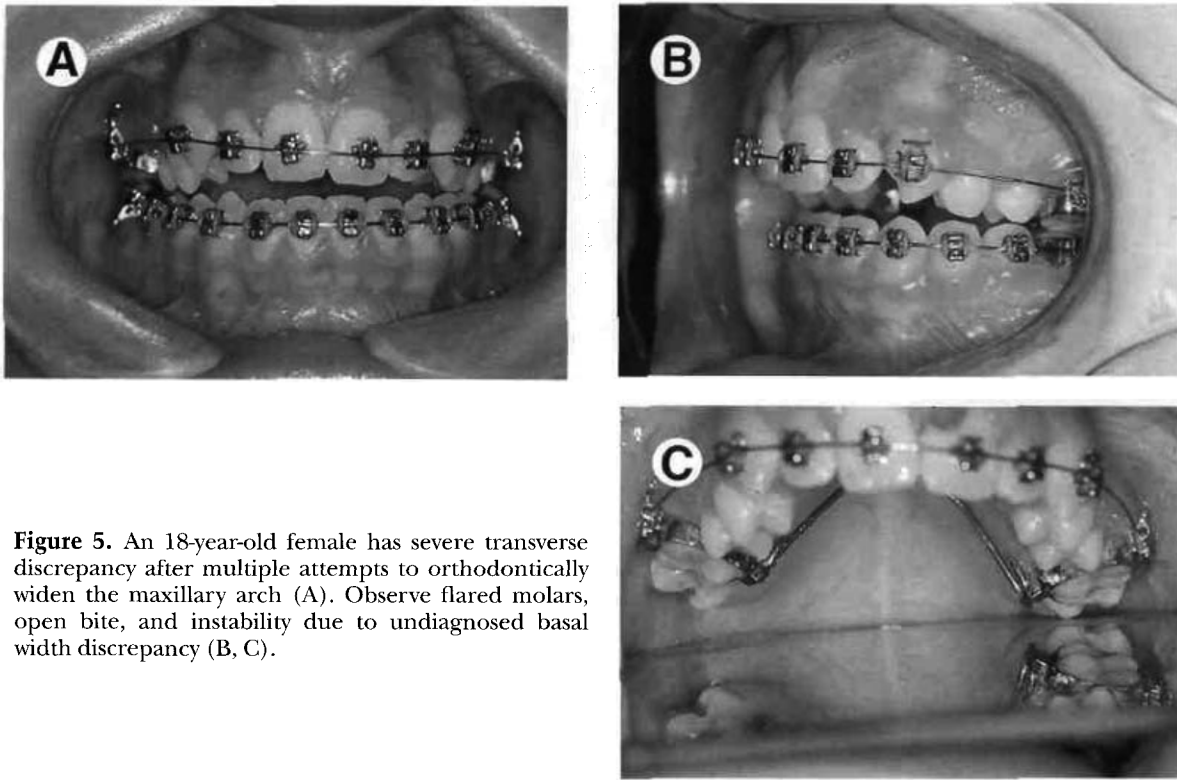 A
B
C
Figure 5. An 18-year-old female has severe transverse
discrepancy after multiple attempts to orthodontically
widen the maxillary arch (A). Observe flared molars,
open bite, and instability due to undiagnosed basal
width discrepancy (B, C).